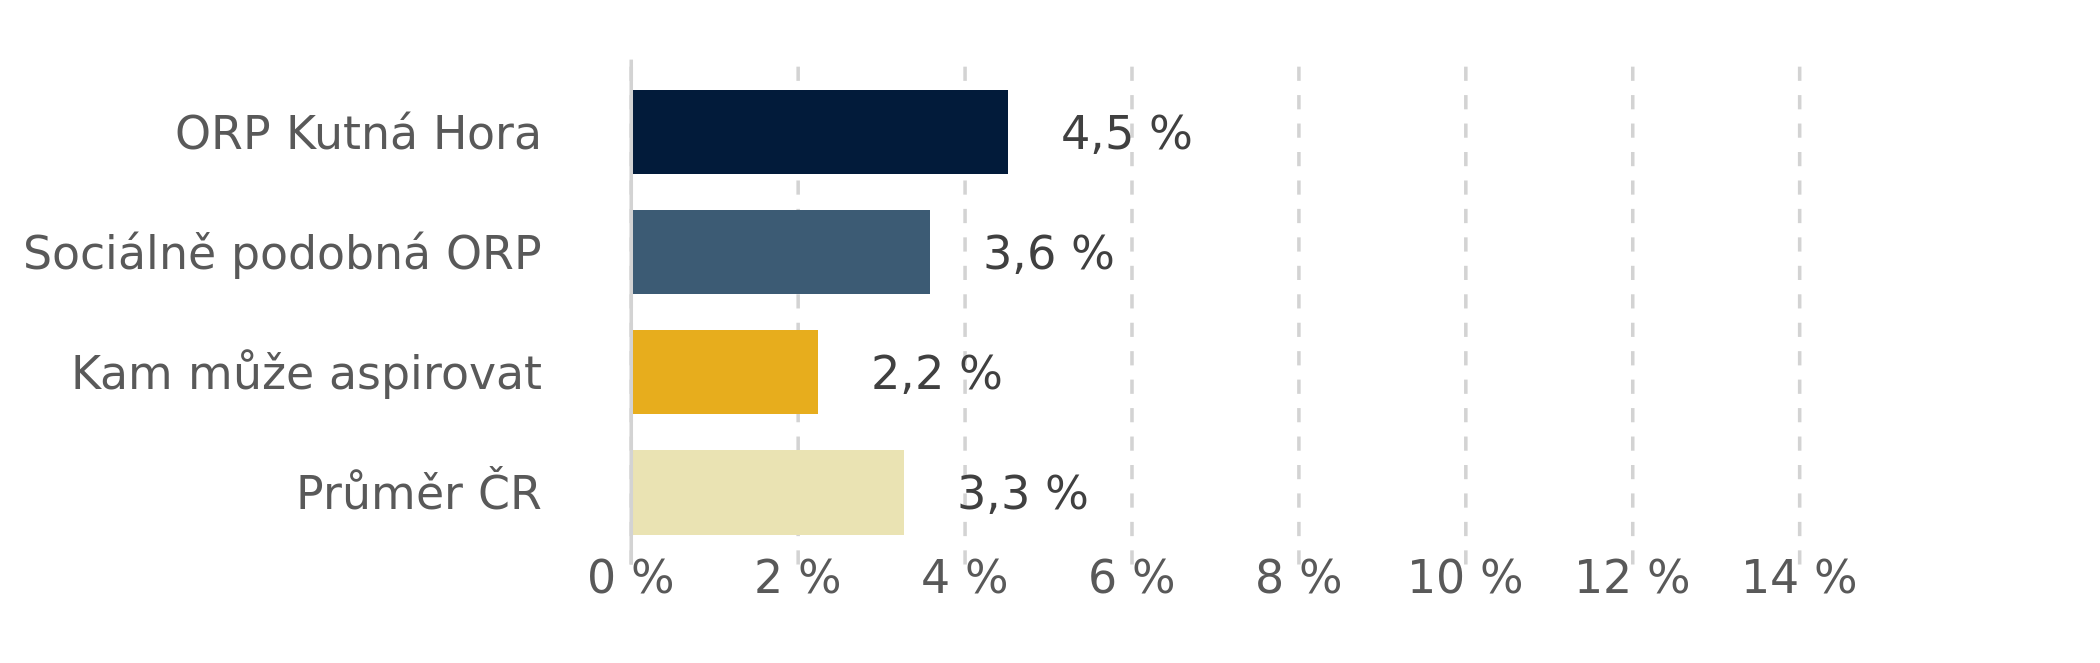 ORP Kutná Hora 4,5 %
Sociálně podobná ORP 3,6 %
Kam může aspirovat 2,2 %
Průměr ČR 3,3 %
0 % 2 % 4 % 6 % 8 % 10 % 12 % 14 %